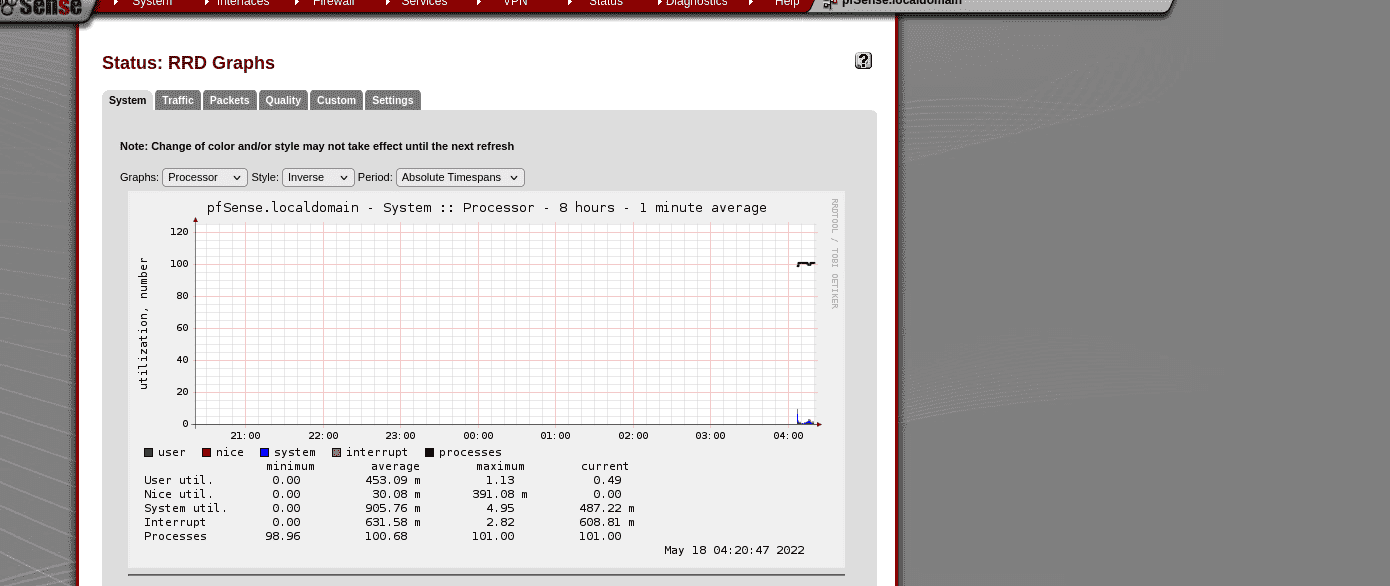 Sense System Interfaces Firewall Services VPN Status Diagnostics Help pfSense.localdomain
Status: RRD Graphs ?
System Traffic Packets Quality Custom Settings
Note: Change of color and/or style may not take effect until the next refresh
Graphs: Processor Style: Inverse Period: Absolute Timespans
pfSense.localdomain - System :: Processor - 8 hours - 1 minute average
RRDTOOL / TOBI OETIKER
utilization, number
120
100
80
60
40
20
0
21:00 22:00 23:00 00:00 01:00 02:00 03:00 04:00
user nice system interrupt processes
minimum average maximum current
User util. 0.00 453.09 m 1.13 0.49
Nice util. 0.00 30.08 m 391.08 m 0.00
System util. 0.00 905.76 m 4.95 487.22 m
Interrupt 0.00 631.58 m 2.82 608.81 m
Processes 98.96 100.68 101.00 101.00
May 18 04:20:47 2022